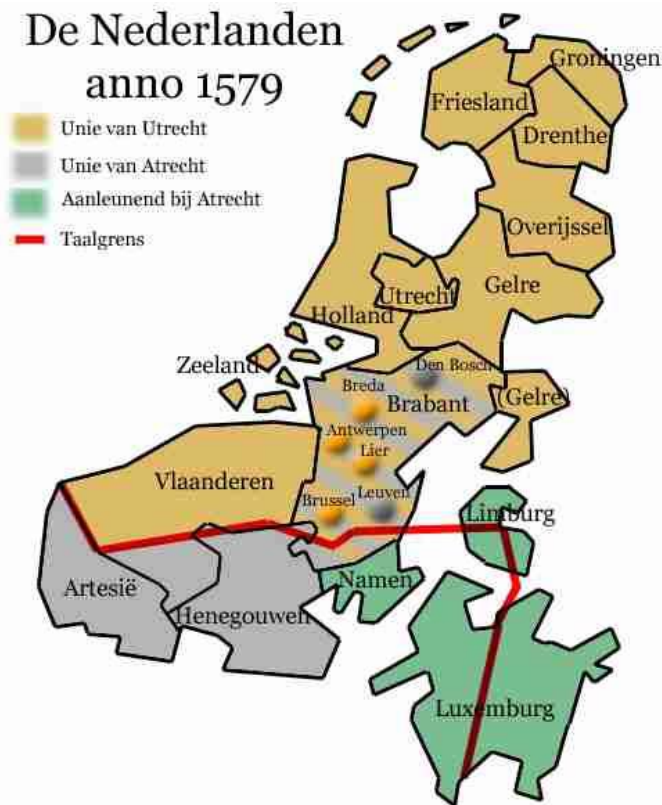 De Nederlanden
anno 1579
Unie van Utrecht
Unie van Atrecht
Aanleunend bij Atrecht
Taalgrens
Groningen
Friesland
Drenthe
Overijssel
Gelre
Utrecht
Holland
Zeeland
Den Bosch
Breda
Brabant
(Gelre)
Antwerpen
Lier
Vlaanderen
Leuven
Brussel
Limburg
Namen
Artesië
Henegouwen
Luxemburg